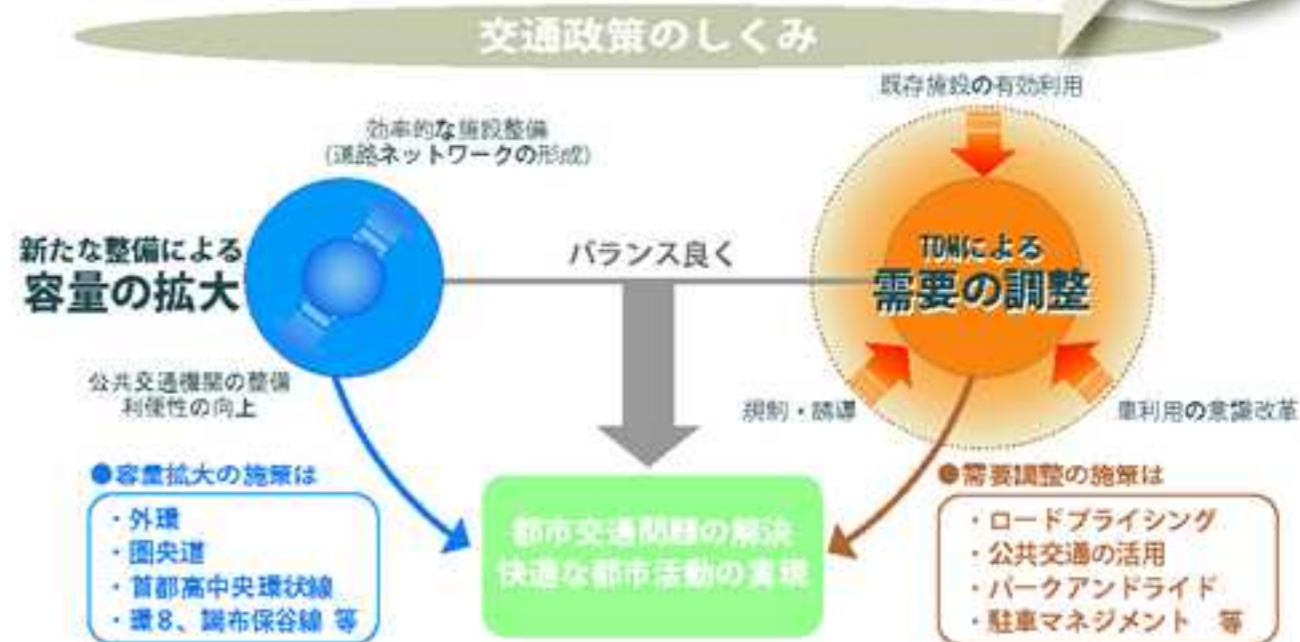 交通政策のしくみ
既存施設の有効利用
効率的な施設整備
(道路ネットワークの形成)
新たな整備による
容量の拡大
バランス良く
TDMによる
需要の調整
公共交通機関の整備
利便性の向上
規制・誘導
車利用の意識改革
●容量拡大の施策は
・外環
・圏央道
・首都高中央環状線
・環8、調布保谷線 等
都市交通問題の解決
快適な都市活動の実現
●需要調整の施策は
・ロードプライシング
・公共交通の活用
・パークアンドライド
・駐車マネジメント 等